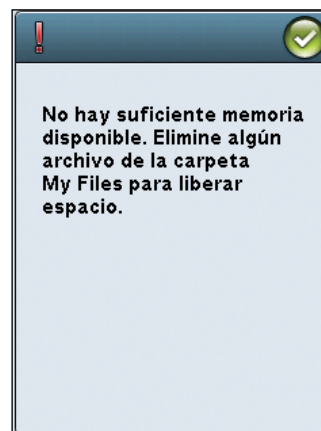 No hay suficiente memoria
disponible. Elimine algún
archivo de la carpeta
My Files para liberar
espacio.